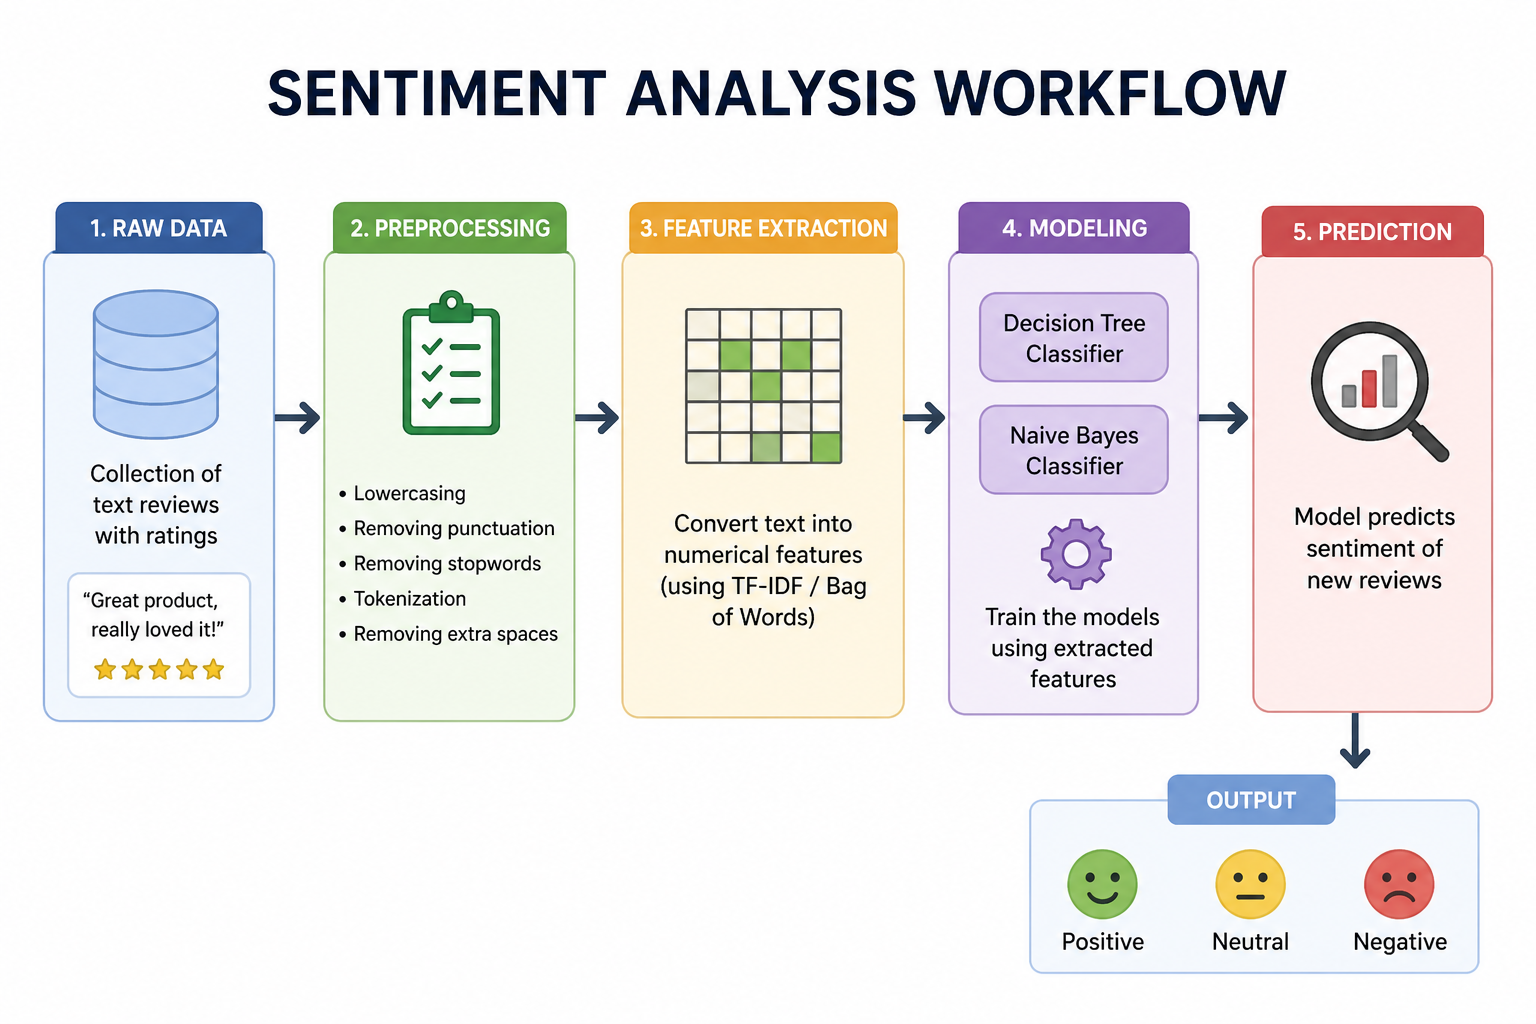 SENTIMENT ANALYSIS WORKFLOW
1. RAW DATA
Collection of
text reviews
with ratings
“Great product,
really loved it!”
2. PREPROCESSING
• Lowercasing
• Removing punctuation
• Removing stopwords
• Tokenization
• Removing extra spaces
3. FEATURE EXTRACTION
Convert text into
numerical features
(using TF-IDF / Bag
of Words)
4. MODELING
Decision Tree
Classifier
Naive Bayes
Classifier
Train the models
using extracted
features
5. PREDICTION
Model predicts
sentiment of
new reviews
OUTPUT
Positive
Neutral
Negative